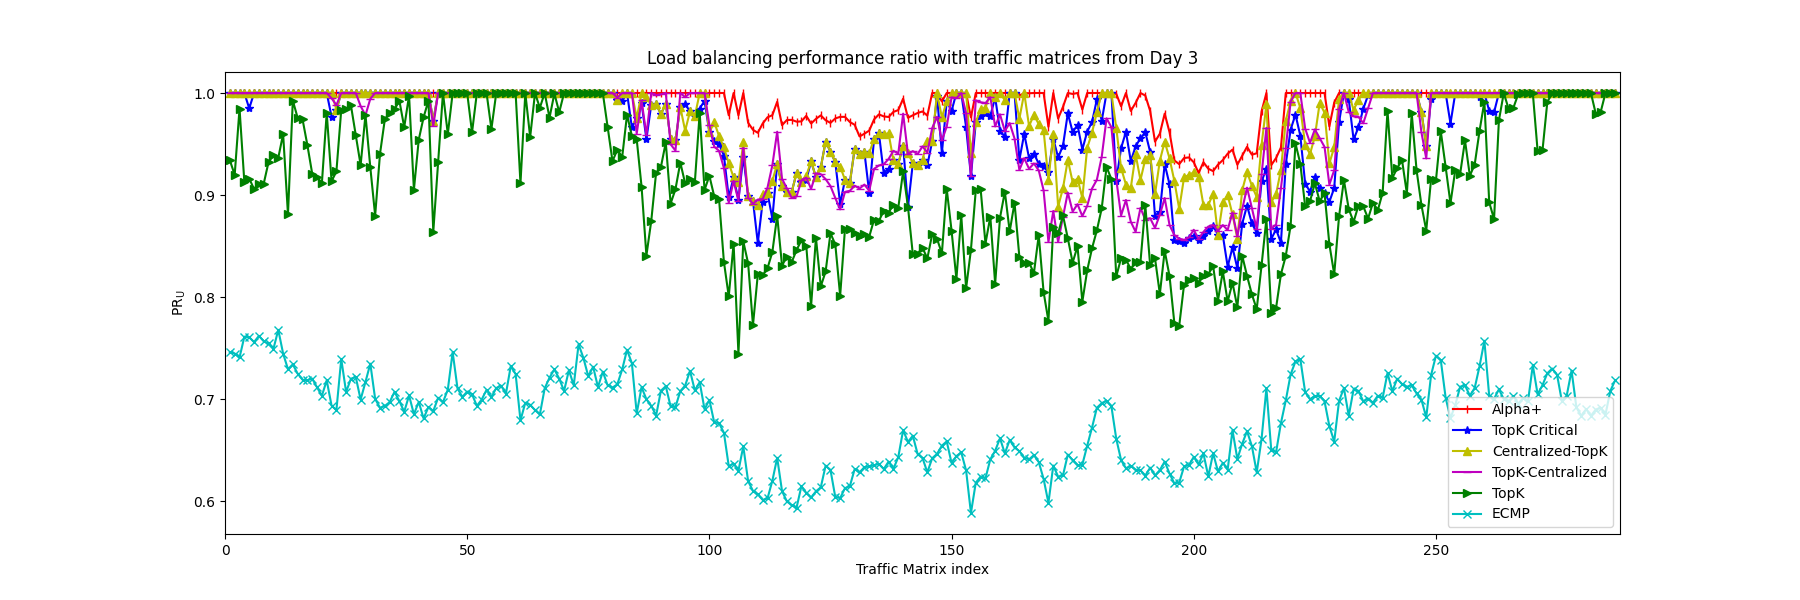 Load balancing performance ratio with traffic matrices from Day 3
PR_U
1.0
0.9
0.8
0.7
0.6
0 50 100 150 200 250
Traffic Matrix index
Alpha+
TopK Critical
Centralized-TopK
TopK-Centralized
TopK
ECMP